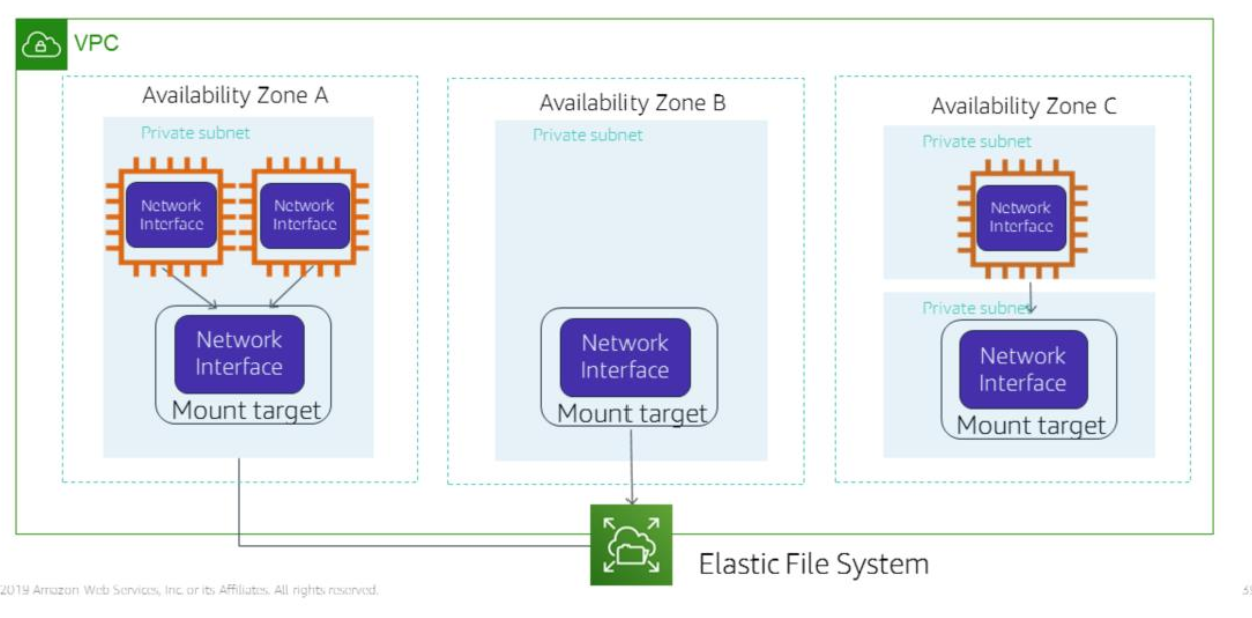 VPC
Availability Zone A
Private subnet
Network
Interface
Network
Interface
Network
Interface
Mount target
Availability Zone B
Private subnet
Network
Interface
Mount target
Availability Zone C
Private subnet
Network
Interface
Private subnet
Network
Interface
Mount target
Elastic File System
2019 Amazon Web Services, Inc. or its Affiliates. All rights reserved.